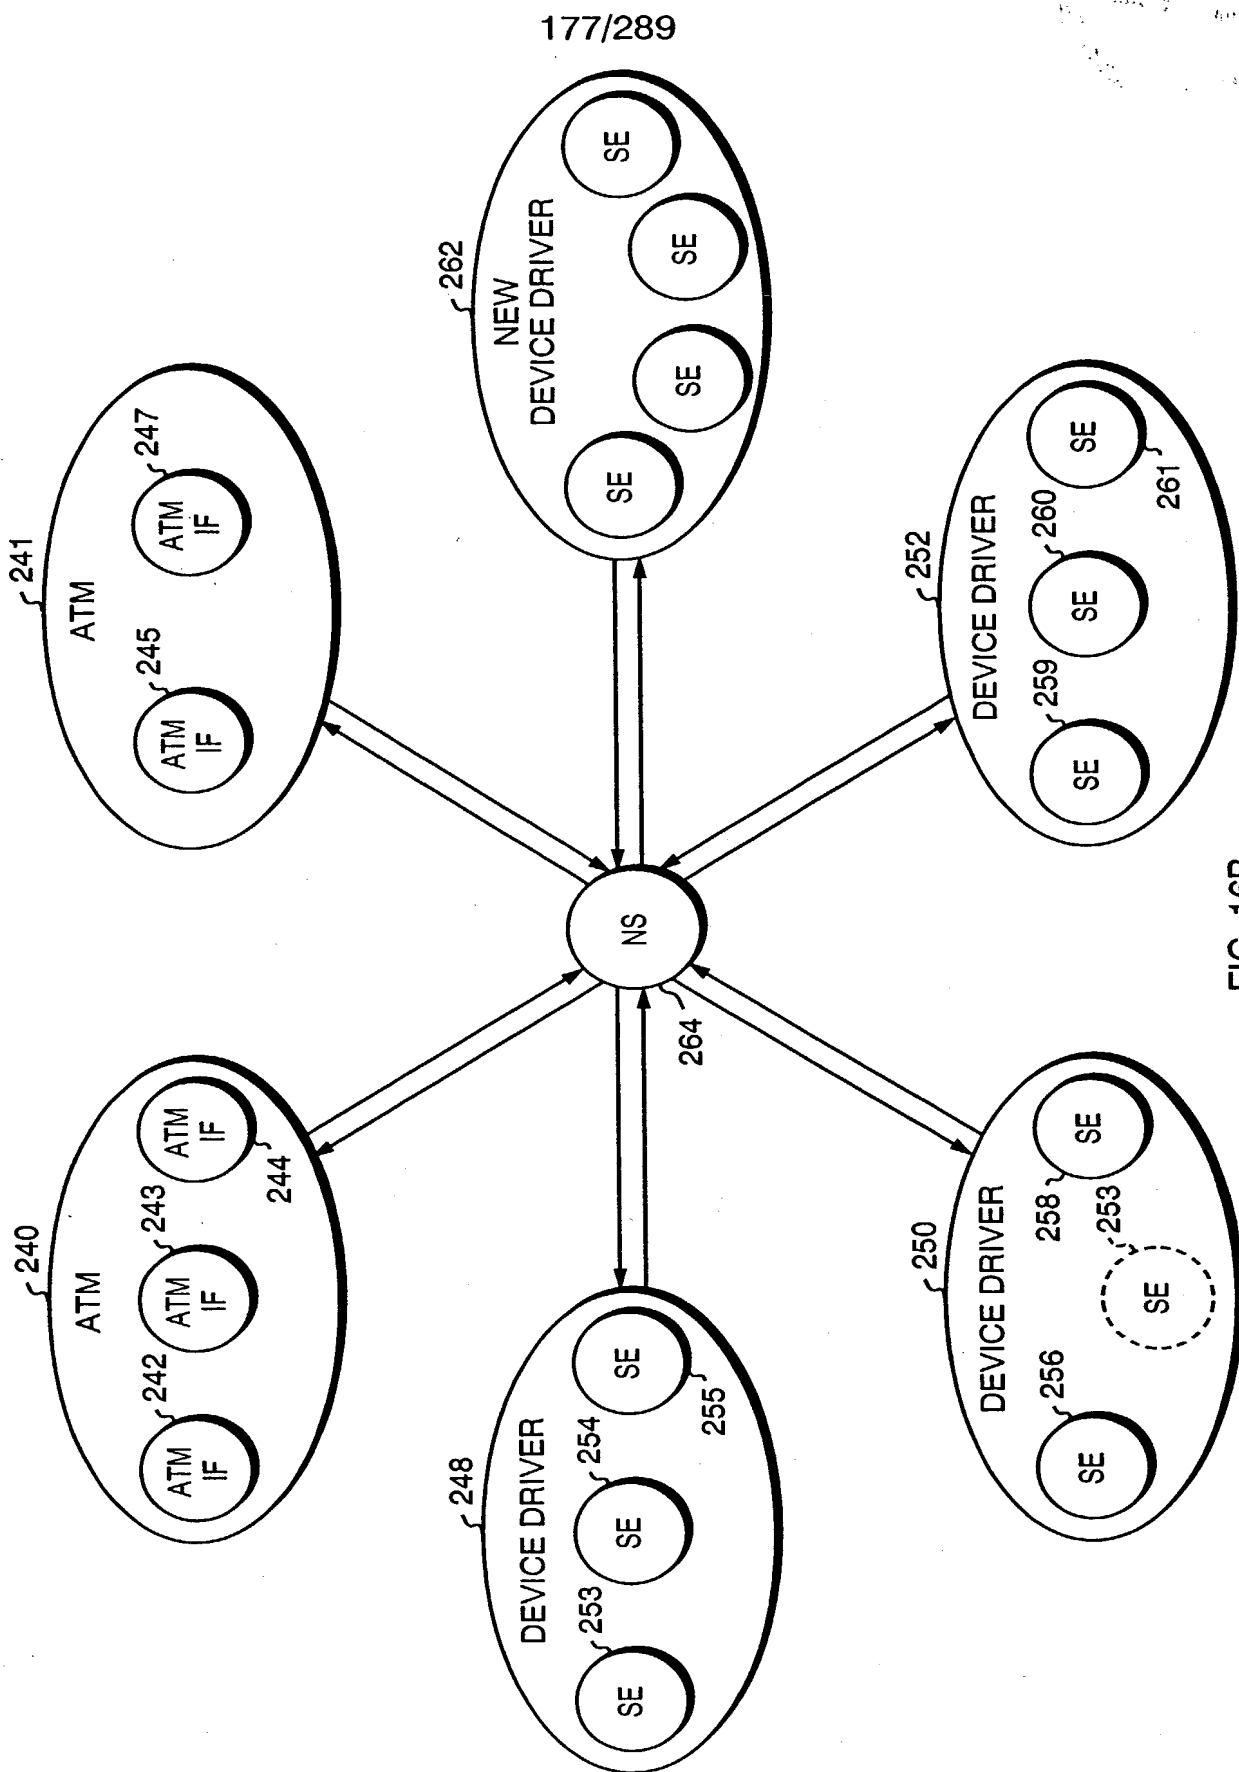 177/289
240
ATM
242
ATM
IF
243
ATM
IF
244
ATM
IF
241
ATM
245
ATM
IF
247
ATM
IF
248
DEVICE DRIVER
253
SE
254
SE
255
SE
NS
264
262
NEW
DEVICE DRIVER
SE
SE
SE
SE
250
DEVICE DRIVER
256
SE
253
SE
258
SE
252
DEVICE DRIVER
259
SE
260
SE
261
SE
FIG. 16B